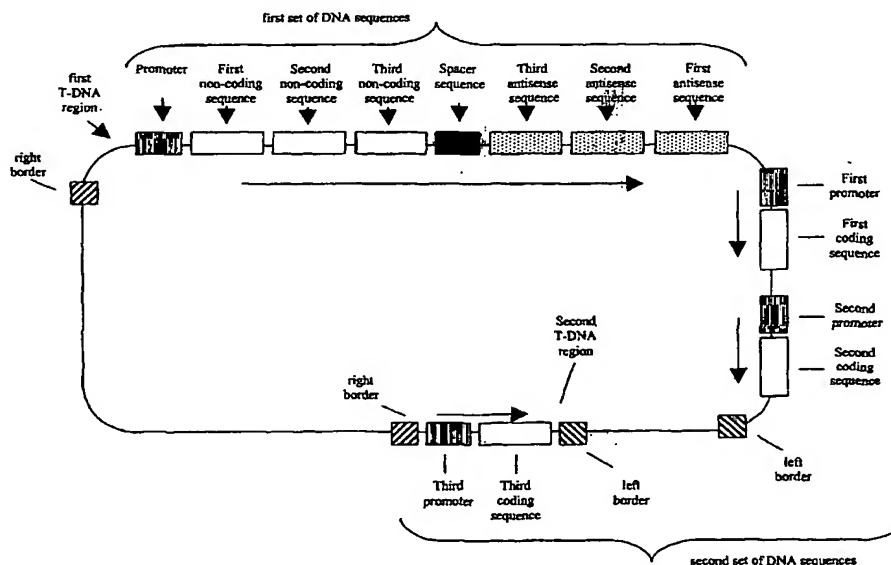 first set of DNA sequences
first
T-DNA
region
Promoter
First
non-coding
sequence
Second
non-coding
sequence
Third
non-coding
sequence
Spacer
sequence
Third
antisense
sequence
Second
antisense
sequence
First
antisense
sequence
right
border
First
promoter
First
coding
sequence
Second
promoter
Second
coding
sequence
Second
T-DNA
region
right
border
left
border
Third
promoter
Third
coding
sequence
left
border
second set of DNA sequences